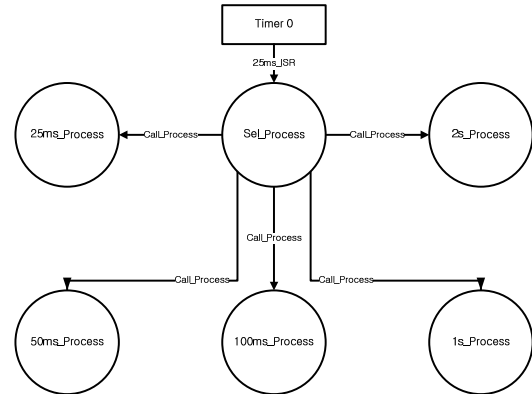 Timer 0
25ms_ISR
25ms_Process
Call_Process
Sel_Process
Call_Process
2s_Process
Call_Process
Call_Process
Call_Process
50ms_Process
100ms_Process
1s_Process